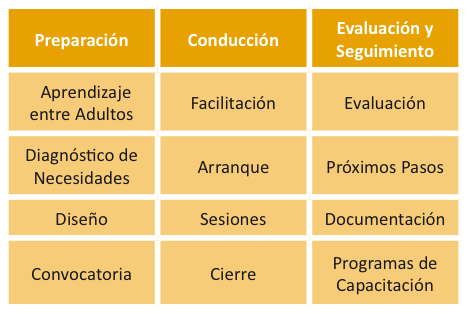 Preparación
Conducción
Evaluación y
Seguimiento
Aprendizaje
entre Adultos
Facilitación
Evaluación
Diagnóstico de
Necesidades
Arranque
Próximos Pasos
Diseño
Sesiones
Documentación
Convocatoria
Cierre
Programas de
Capacitación